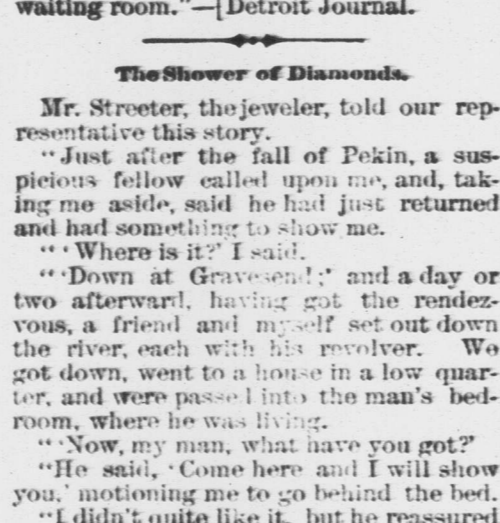 waiting room."—[Detroit Journal.
The Shower of Diamonds.
Mr. Streeter, the jeweler, told our rep-
resentative this story.
"Just after the fall of Pekin, a sus-
picious fellow called upon me, and, tak-
ing me aside, said he had just returned
and had something to show me.
"'Where is it?' I said.
"'Down at Gravesend;' and a day or
two afterward, having got the rendez-
vous, a friend and myself set out down
the river, each with his revolver. We
got down, went to a house in a low quar-
ter, and were passed into the man's bed-
room, where he was living.
"'Now, my man, what have you got?'
"He said, 'Come here and I will show
you,' motioning me to go behind the bed.
"I didn't quite like it, but he reassured